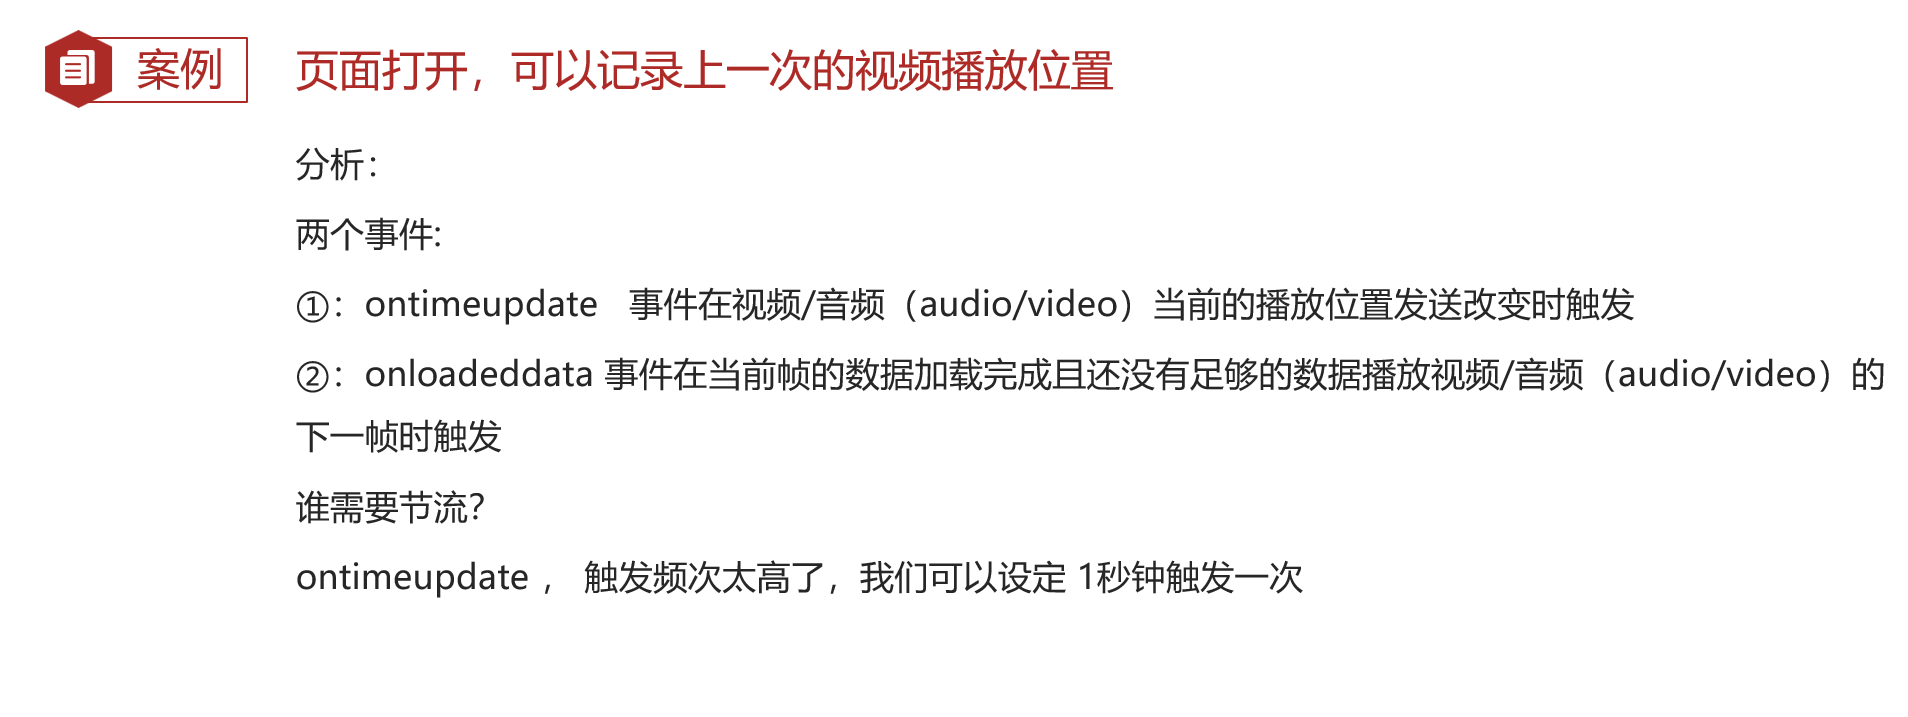 案例
页面打开，可以记录上一次的视频播放位置
分析：
两个事件:
①：ontimeupdate 事件在视频/音频（audio/video）当前的播放位置发送改变时触发
②：onloadeddata 事件在当前帧的数据加载完成且还没有足够的数据播放视频/音频（audio/video）的
下一帧时触发
谁需要节流？
ontimeupdate ， 触发频次太高了，我们可以设定 1秒钟触发一次